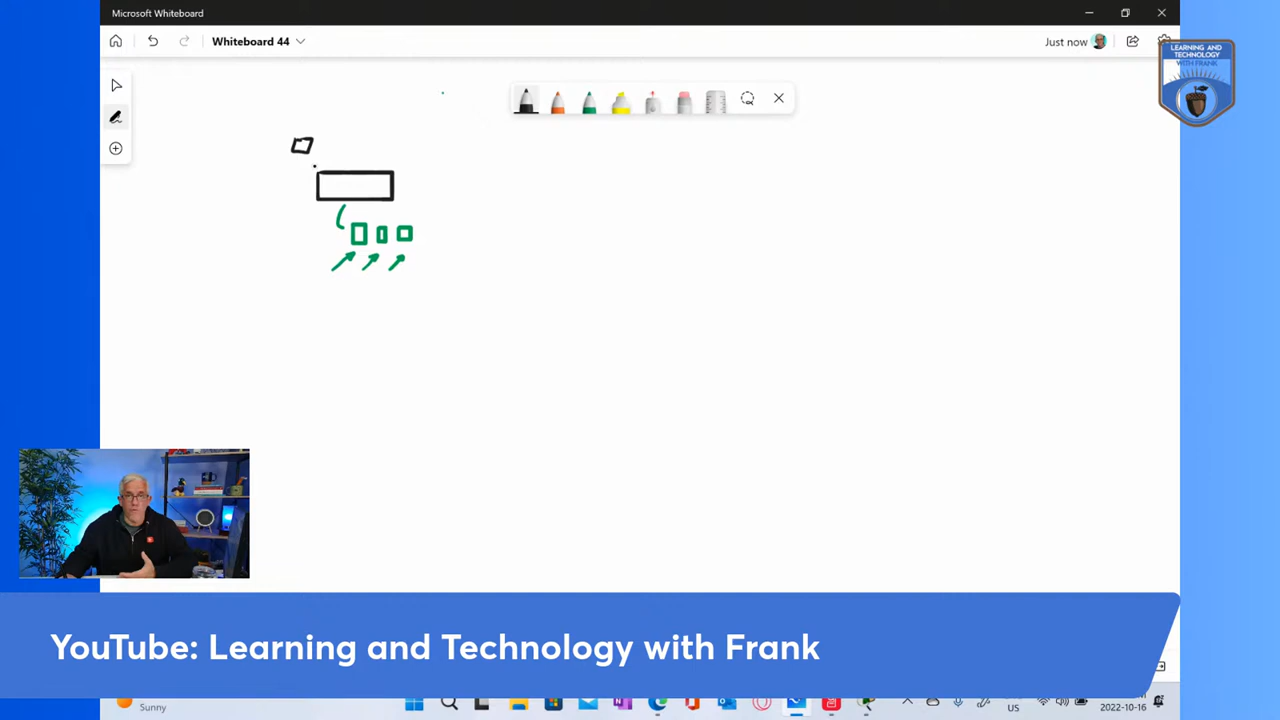 Microsoft Whiteboard
Whiteboard 44
Just now
LEARNING AND
TECHNOLOGY
WITH FRANK
YouTube: Learning and Technology with Frank
Sunny
US
2022-10-16